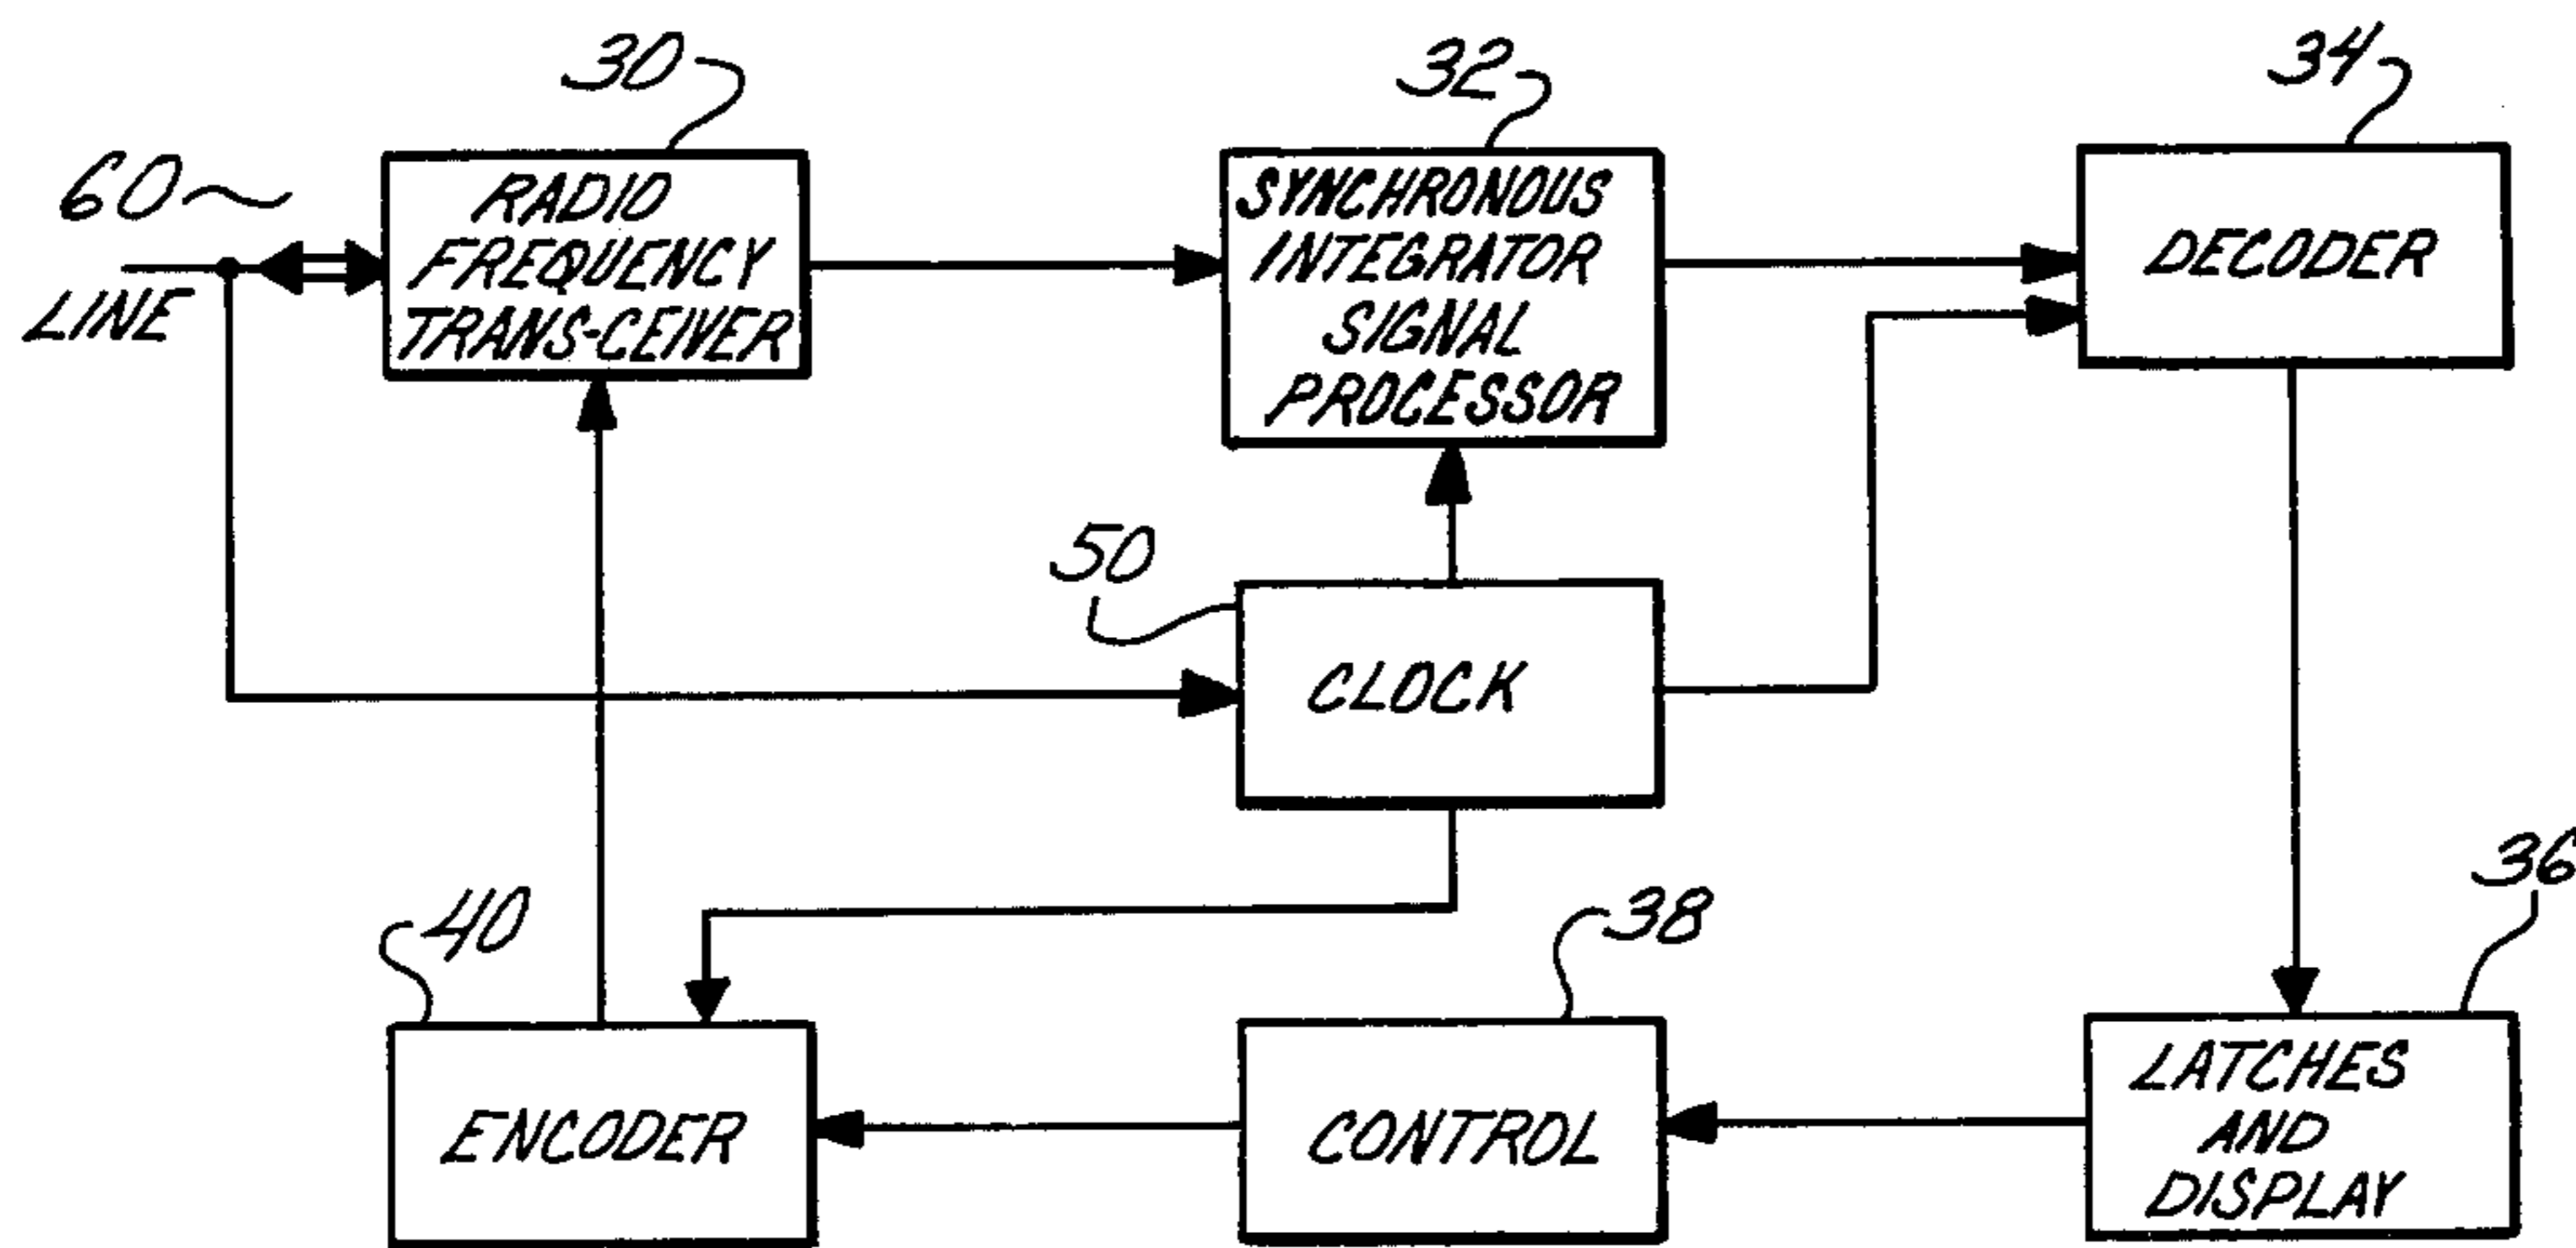 30
32
34
60~
LINE
RADIO
FREQUENCY
TRANS-CEIVER
SYNCHRONOUS
INTEGRATOR
SIGNAL
PROCESSOR
DECODER
50
CLOCK
40
38
36
ENCODER
CONTROL
LATCHES
AND
DISPLAY